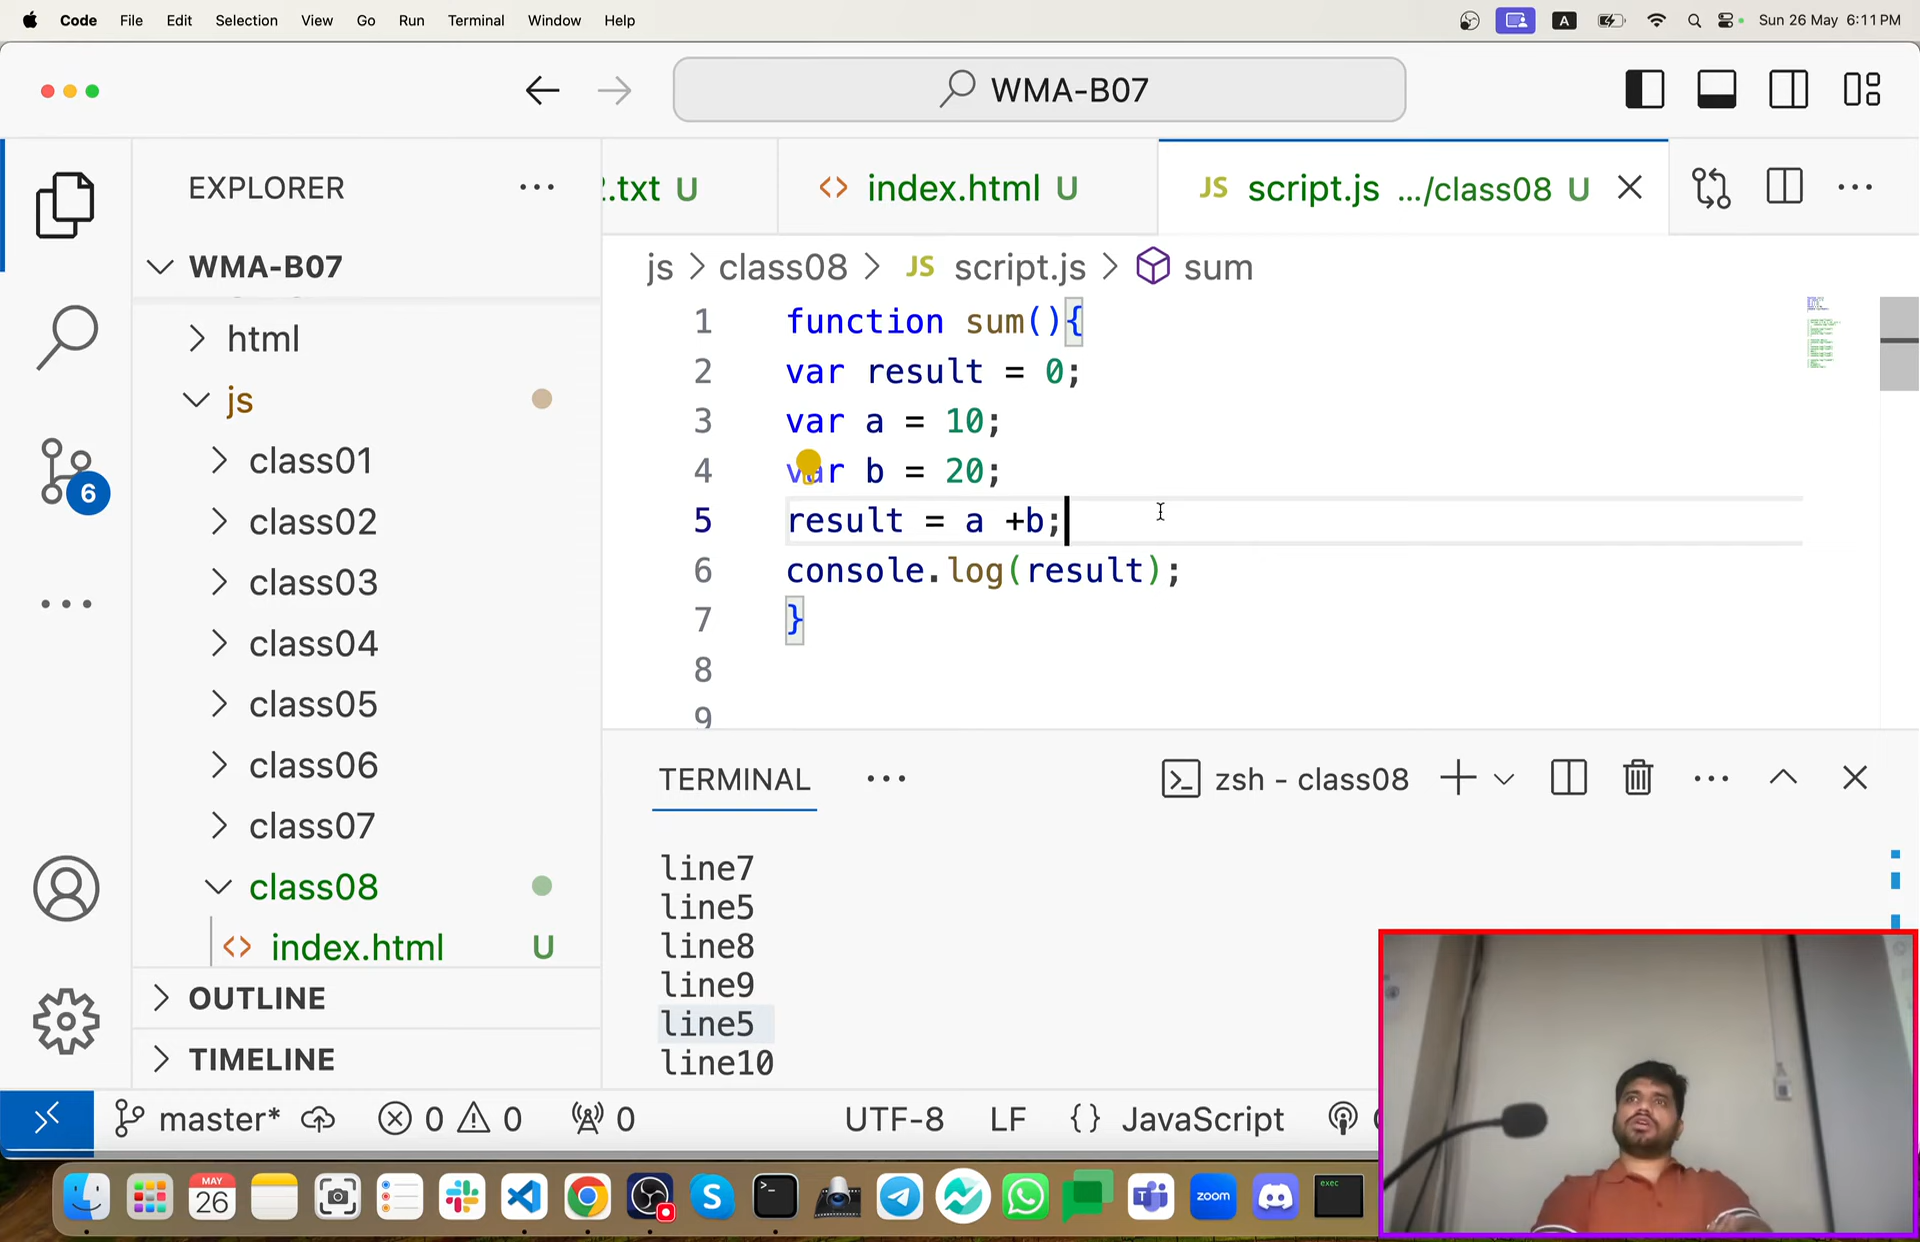 Code File Edit Selection View Go Run Terminal Window Help A Sun 26 May 6:11 PM
WMA-B07
EXPLORER
.txt U index.html U JS script.js .../class08 U
WMA-B07
js > class08 > JS script.js > sum
html
js
class01
class02
class03
class04
class05
class06
class07
class08
index.html U
OUTLINE
TIMELINE
6
1 function sum(){
2 var result = 0;
3 var a = 10;
4 var b = 20;
5 result = a +b;
6 console.log(result);
7 }
8
9
TERMINAL zsh - class08
line7
line5
line8
line9
line5
line10
master* 0 0 0 UTF-8 LF {} JavaScript
MAY
26
S
zoom
exec